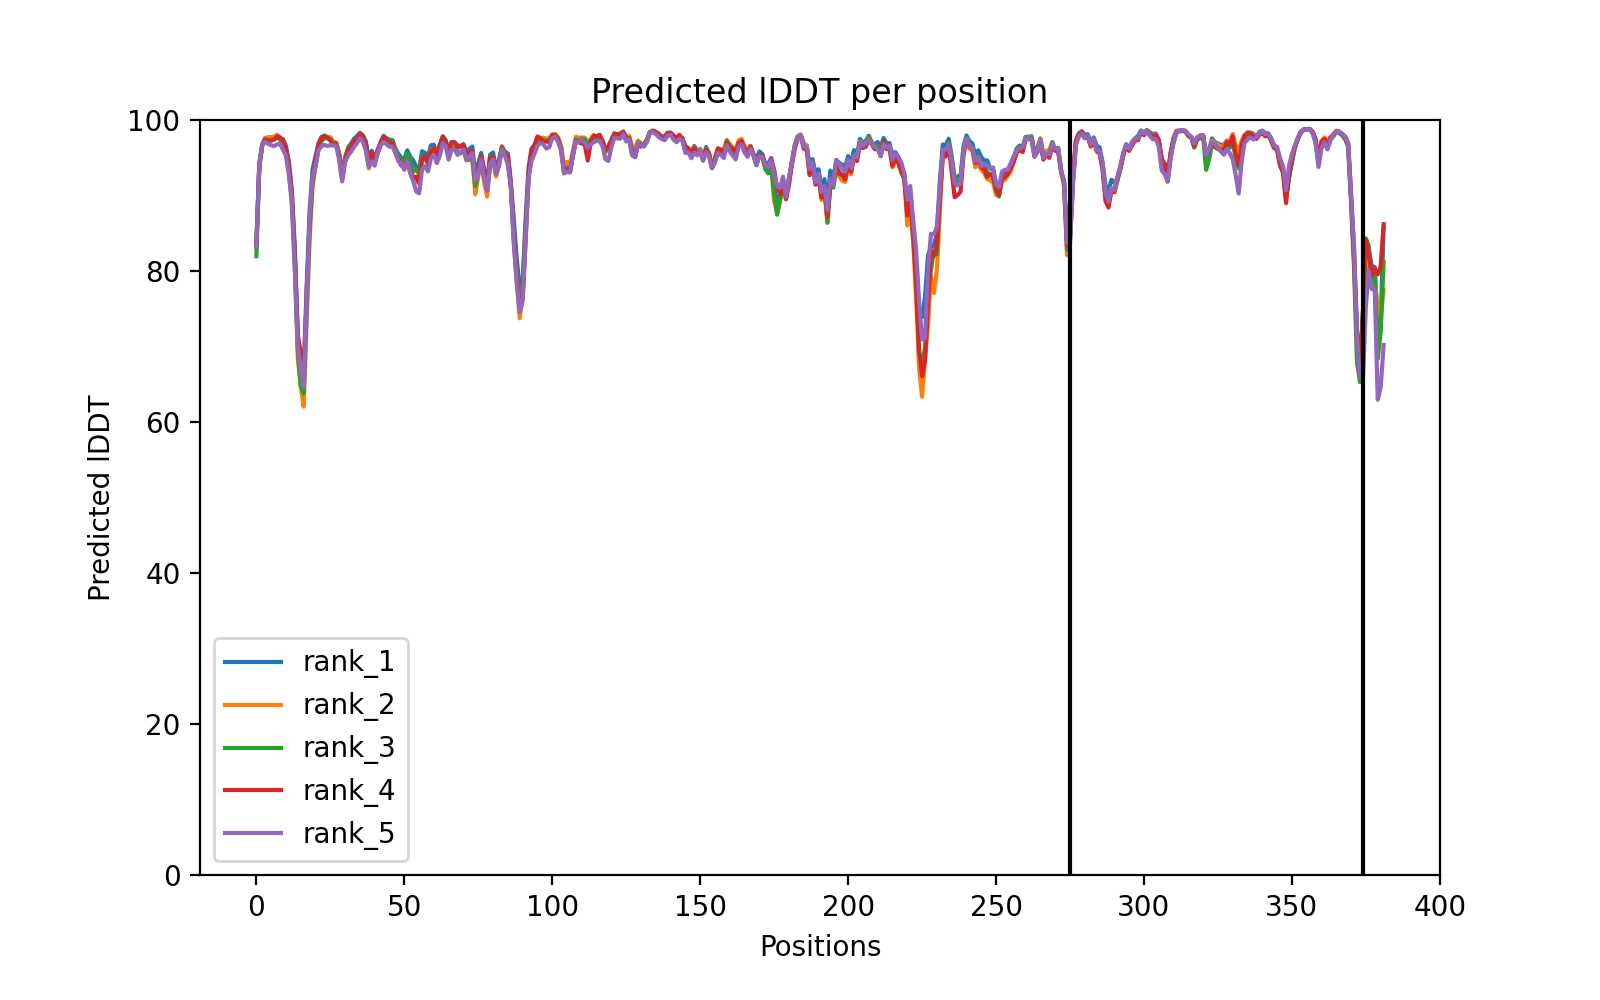 Predicted lDDT per position
100
80
60
40
20
0
Predicted lDDT
rank_1
rank_2
rank_3
rank_4
rank_5
0 50 100 150 200 250 300 350 400
Positions